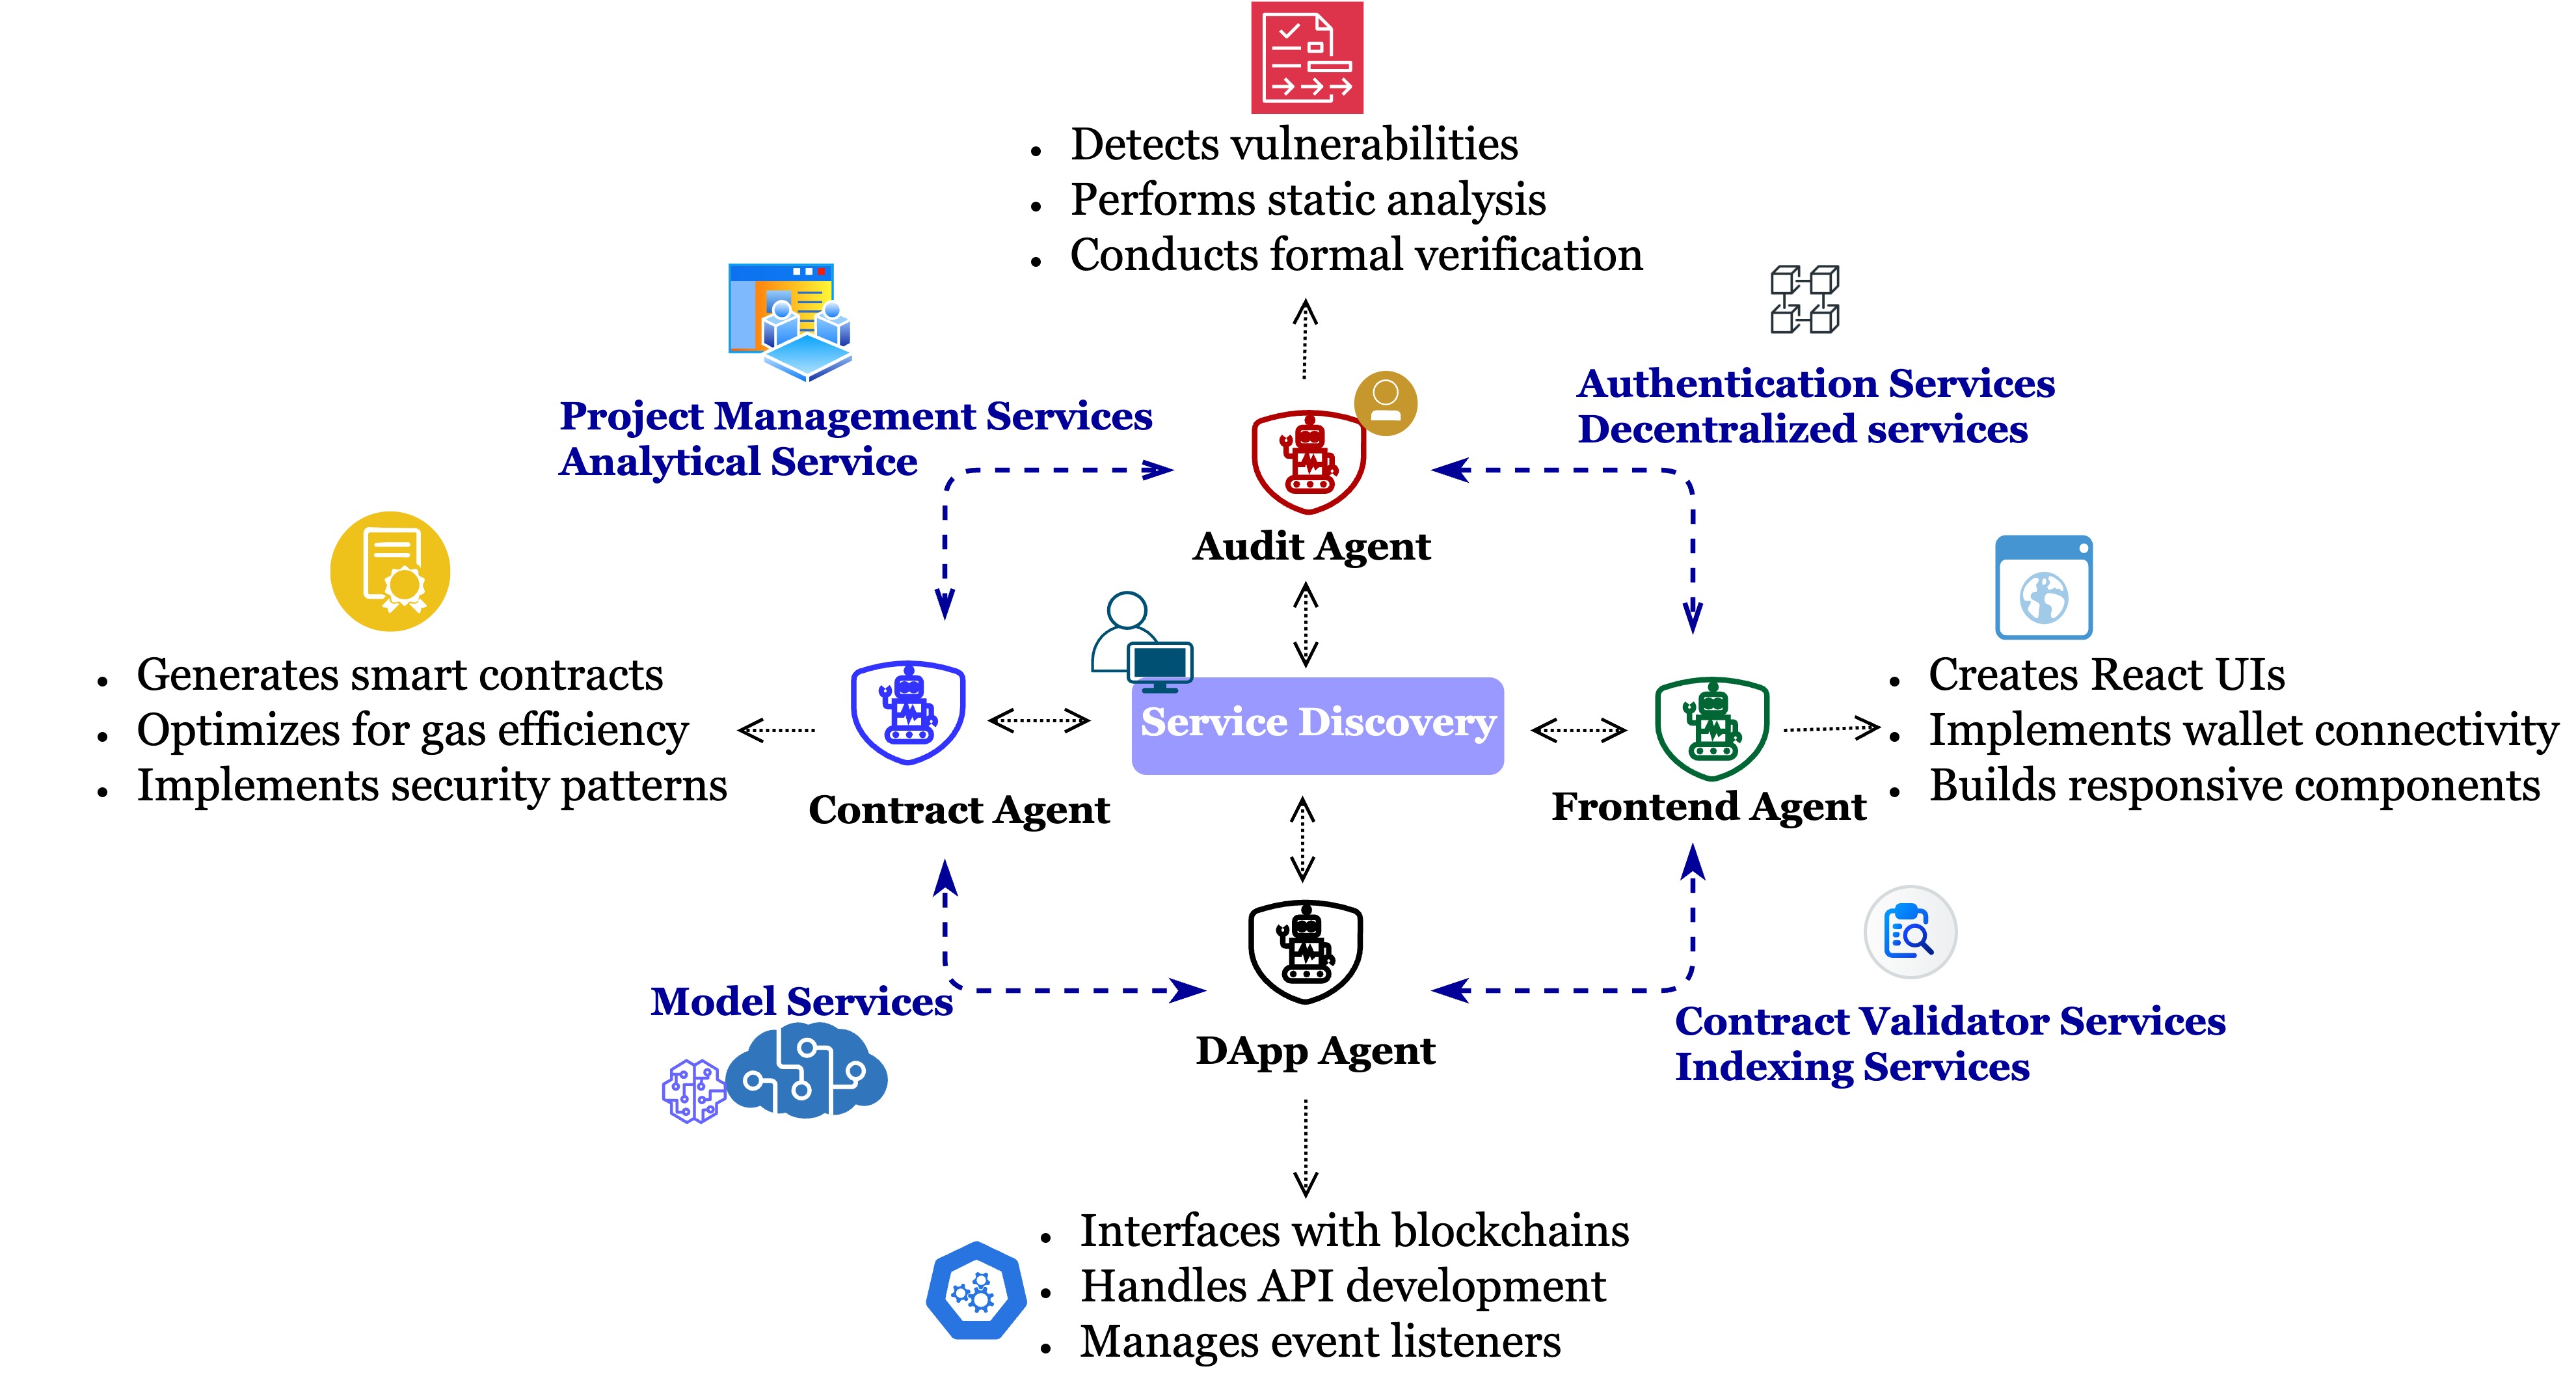 • Detects vulnerabilities
• Performs static analysis
• Conducts formal verification
Project Management Services
Analytical Service
Authentication Services
Decentralized services
Audit Agent
• Generates smart contracts
• Optimizes for gas efficiency
• Implements security patterns
Contract Agent
Service Discovery
Frontend Agent
• Creates React UIs
• Implements wallet connectivity
• Builds responsive components
Model Services
DApp Agent
Contract Validator Services
Indexing Services
• Interfaces with blockchains
• Handles API development
• Manages event listeners